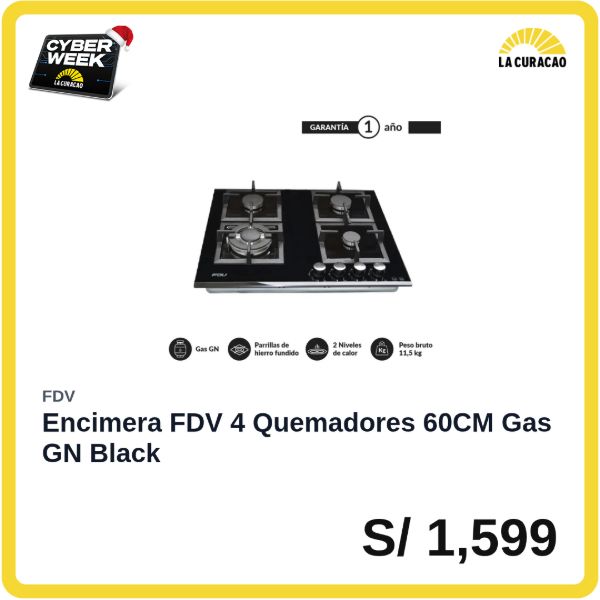 CYBER
WEEK
LA CURACAO
LA CURACAO
GARANTÍA 1 año
FDV
Gas GN
Parrillas de
hierro fundido
2 Niveles
de calor
Kg
Peso bruto
11,5 kg
FDV
Encimera FDV 4 Quemadores 60CM Gas
GN Black
S/ 1,599